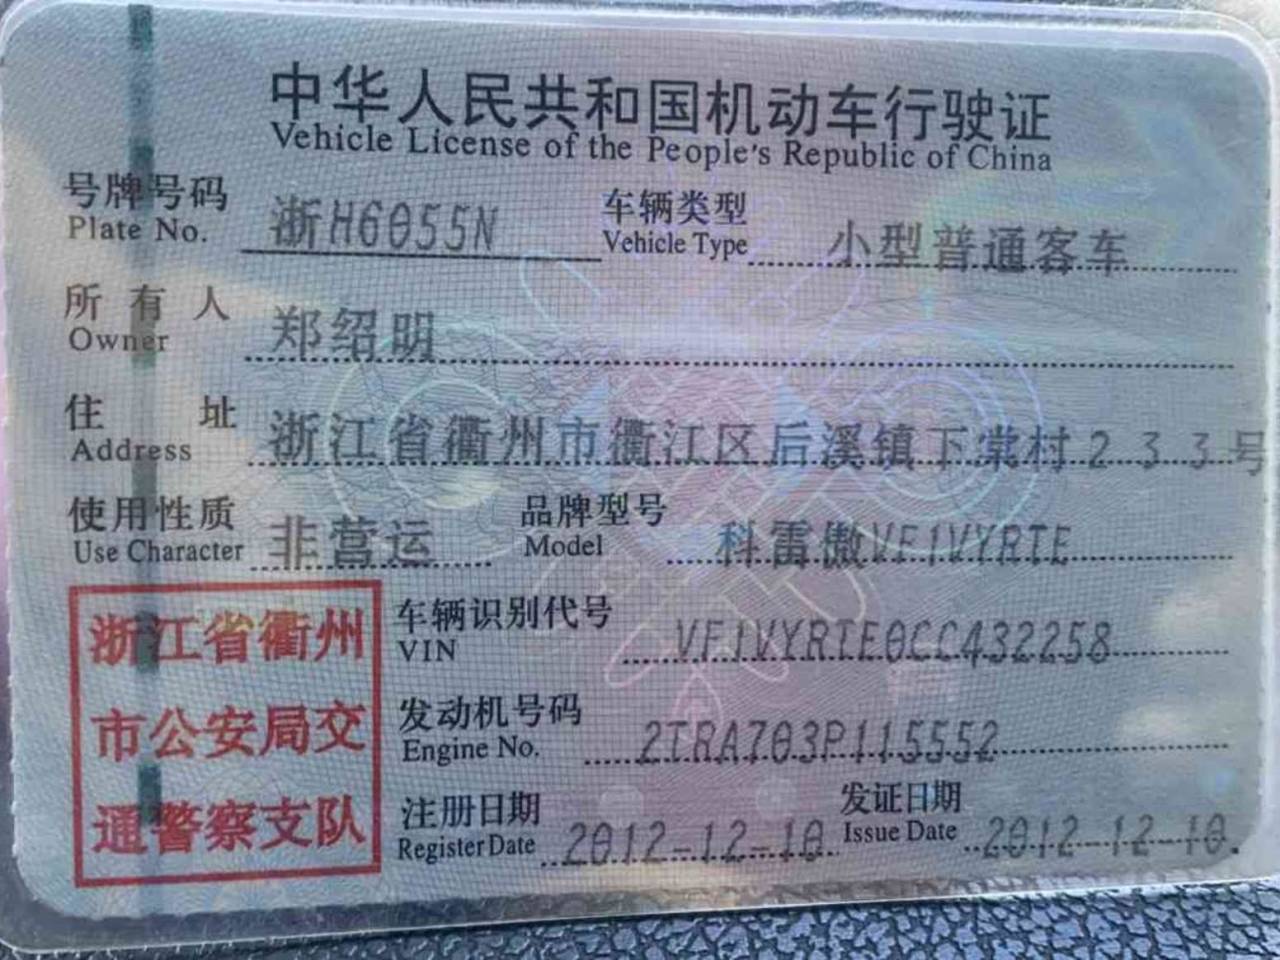 中华人民共和国机动车行驶证
Vehicle License of the People's Republic of China
号牌号码 浙H6055N 车辆类型 小型普通客车
Plate No. Vehicle Type
所有人 郑绍明
Owner
住址 浙江省衢州市衢江区后溪镇下棠村233号
Address
使用性质 非营运 品牌型号 科雷傲VF1VYRTE
Use Character Model
浙江省衢州
市公安局交
通警察支队
车辆识别代号 VF1VYRTE0CC432258
VIN
发动机号码 2TRA703P115552
Engine No.
注册日期 2012-12-10 发证日期 2012-12-10
Register Date Issue Date